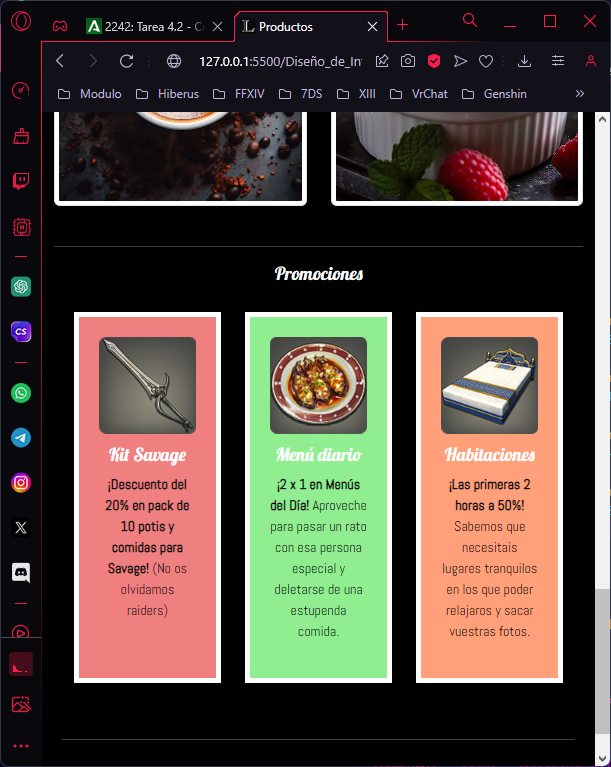 2242: Tarea 4.2 - C
Productos
127.0.0.1:5500/Diseño_de_In
Modulo
Hiberus
FFXIV
7DS
XIII
VrChat
Genshin
Promociones
Kit Savage
¡Descuento del
20% en pack de
10 potis y
comidas para
Savage! (No os
olvidamos
raiders)
Menú diario
¡2 x 1 en Menús
del Día! Aproveche
para pasar un rato
con esa persona
especial y
deletarse de una
estupenda
comida.
Habitaciones
¡Las primeras 2
horas a 50%!
Sabemos que
necesitais
lugares tranquilos
en los que poder
relajaros y sacar
vuestras fotos.
CS